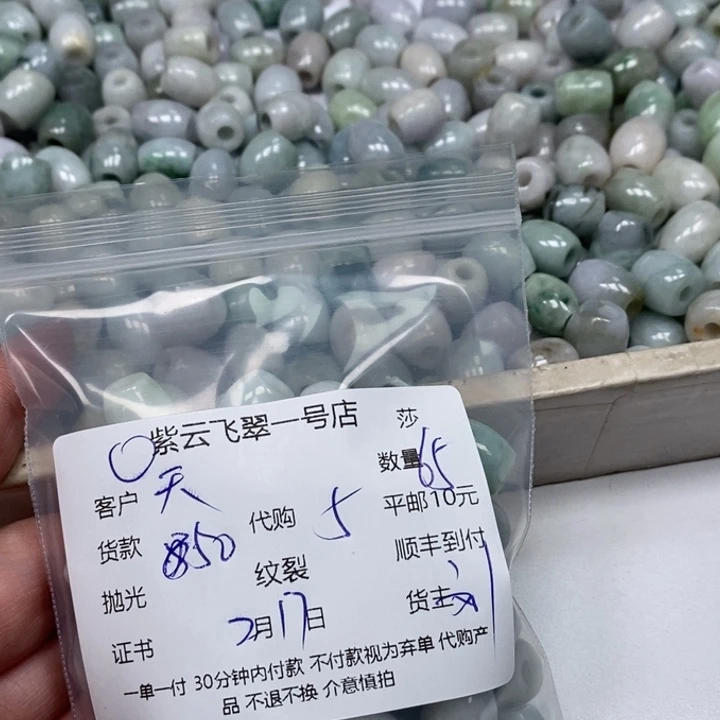 紫云飞翠一号店 莎
客户 天 数量 65
货款 850 代购 5 平邮10元
抛光 纹裂 顺丰到付
证书 2月17日 货主
一单一付 30分钟内付款 不付款视为弃单 代购产
品 不退不换 介意慎拍